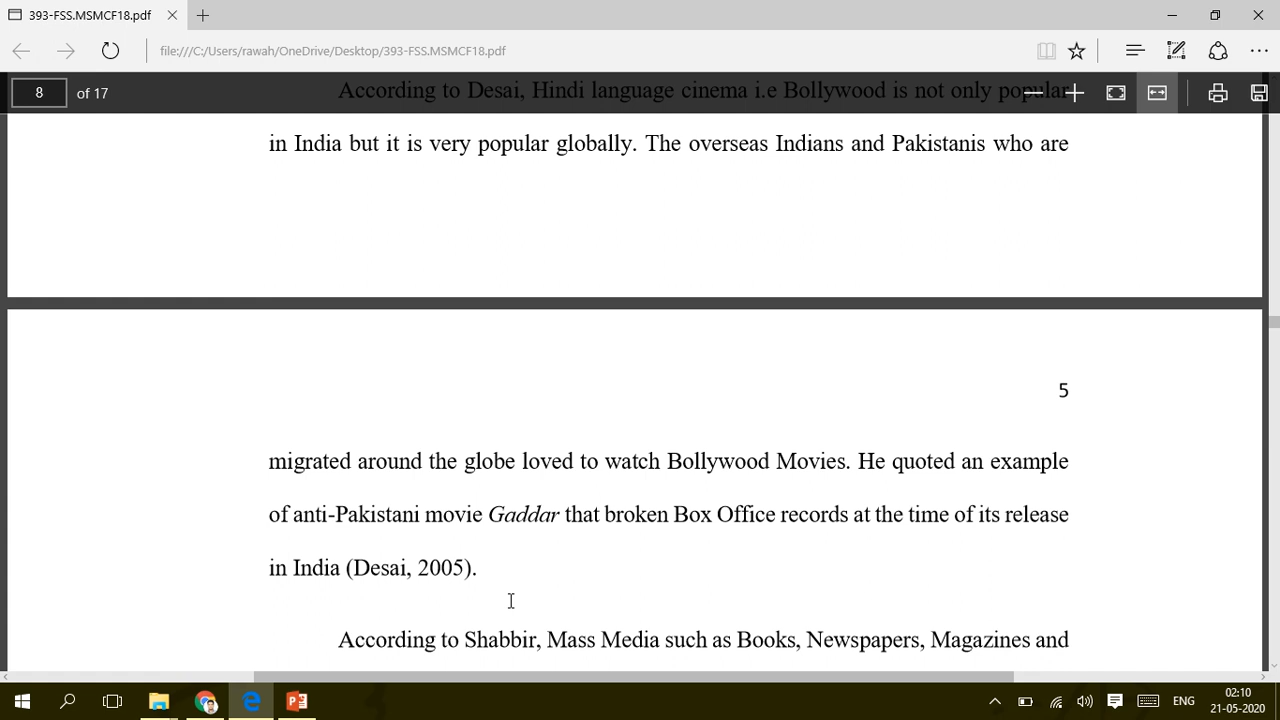 393-FSS.MSMCF18.pdf
file:///C:/Users/rawah/OneDrive/Desktop/393-FSS.MSMCF18.pdf
8 of 17
According to Desai, Hindi language cinema i.e Bollywood is not only popular
in India but it is very popular globally. The overseas Indians and Pakistanis who are
5
migrated around the globe loved to watch Bollywood Movies. He quoted an example
of anti-Pakistani movie Gaddar that broken Box Office records at the time of its release
in India (Desai, 2005).
According to Shabbir, Mass Media such as Books, Newspapers, Magazines and
ENG
02:10
21-05-2020